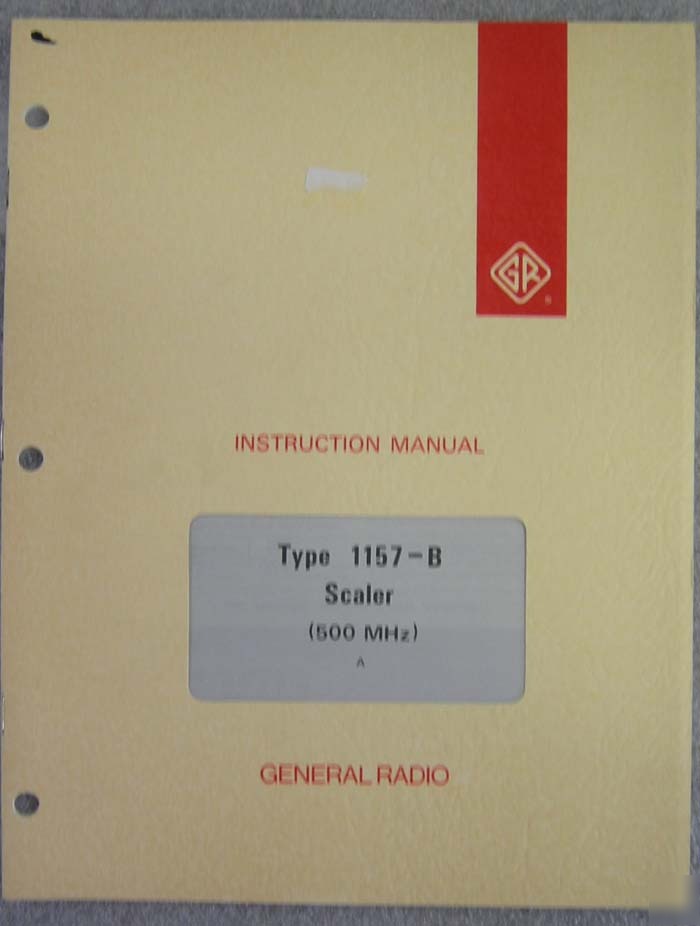 GR
®
INSTRUCTION MANUAL
Type 1157-B
Scaler
(500 MHz)
A
GENERAL RADIO